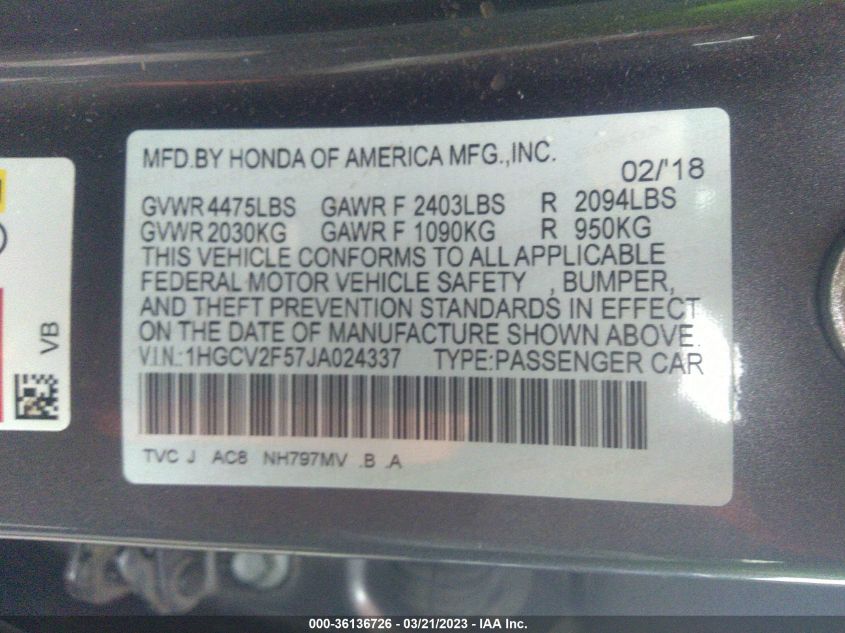 MFD.BY HONDA OF AMERICA MFG.,INC.
02/'18
GVWR 4475LBS GAWR F 2403LBS R 2094LBS
GVWR 2030KG GAWR F 1090KG R 950KG
THIS VEHICLE CONFORMS TO ALL APPLICABLE
FEDERAL MOTOR VEHICLE SAFETY , BUMPER,
AND THEFT PREVENTION STANDARDS IN EFFECT
ON THE DATE OF MANUFACTURE SHOWN ABOVE.
V.I.N.:1HGCV2F57JA024337 TYPE:PASSENGER CAR
TVC J AC8 NH797MV .B .A
VB
000-36136726 — 03/21/2023 — IAA Inc.